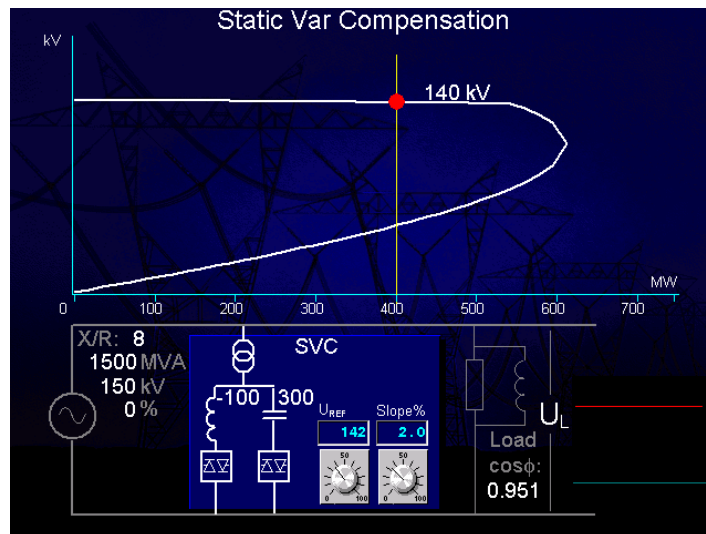 Static Var Compensation
kV
140 kV
MW
0 100 200 300 400 500 600 700
X/R: 8
1500 MVA
150 kV
0 %
SVC
-100 300
UREF Slope%
142 2.0
50 50
0 100 0 100
UL
Load
cosϕ:
0.951